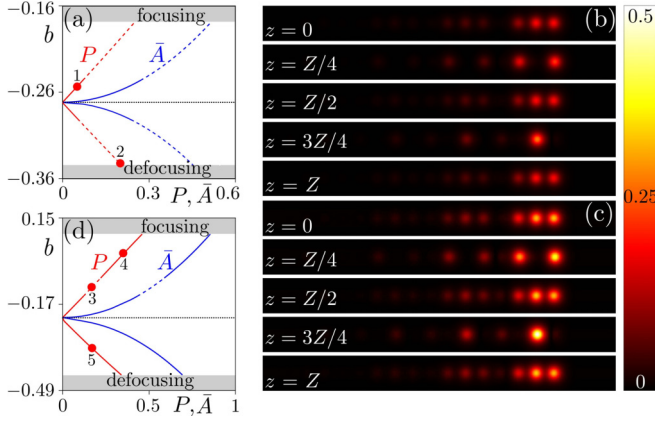 −0.16
(a)
focusing
b
P
Ā
1
−0.26
2
defocusing
−0.36
0
0.3
P, Ā
0.6
0.15
(d)
focusing
b
P
Ā
4
3
−0.17
5
defocusing
−0.49
0
0.5
P, Ā
1
z = 0
(b)
z = Z/4
z = Z/2
z = 3Z/4
z = Z
z = 0
(c)
z = Z/4
z = Z/2
z = 3Z/4
z = Z
0.5
0.25
0